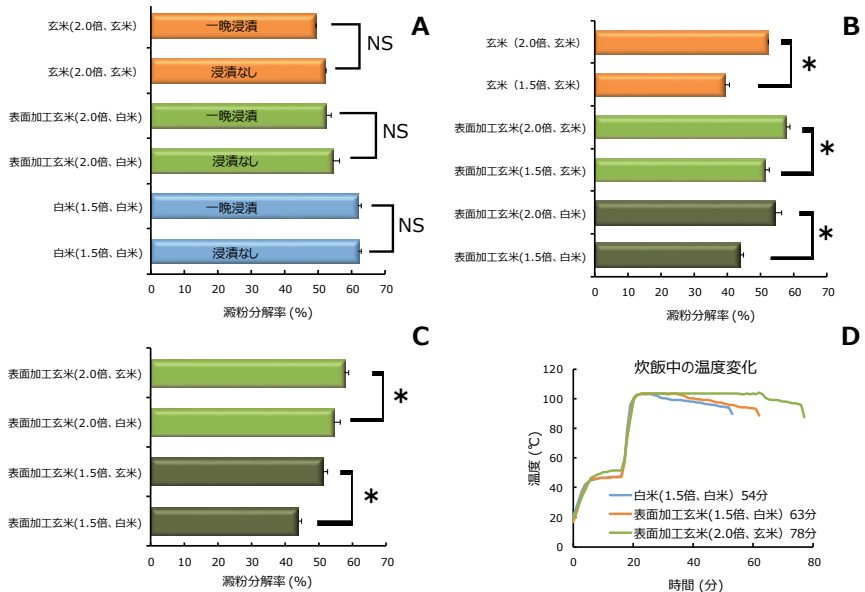 A
玄米(2.0倍、玄米)
一晩浸漬
玄米(2.0倍、玄米)
浸漬なし
NS
表面加工玄米(2.0倍、白米)
一晩浸漬
表面加工玄米(2.0倍、白米)
浸漬なし
NS
白米(1.5倍、白米)
一晩浸漬
白米(1.5倍、白米)
浸漬なし
NS
0 10 20 30 40 50 60 70
澱粉分解率(%)
B
玄米（2.0倍、玄米）
玄米（1.5倍、玄米）
*
表面加工玄米(2.0倍、玄米)
表面加工玄米(1.5倍、玄米)
*
表面加工玄米(2.0倍、白米)
表面加工玄米(1.5倍、白米)
*
0 10 20 30 40 50 60 70
澱粉分解率(%)
C
表面加工玄米(2.0倍、玄米)
表面加工玄米(2.0倍、白米)
*
表面加工玄米(1.5倍、玄米)
表面加工玄米(1.5倍、白米)
*
0 10 20 30 40 50 60 70
澱粉分解率(%)
D
炊飯中の温度変化
温度(℃)
120
100
80
60
40
20
0
白米(1.5倍、白米）54分
表面加工玄米(1.5倍、白米）63分
表面加工玄米(2.0倍、玄米）78分
0 20 40 60 80
時間（分）